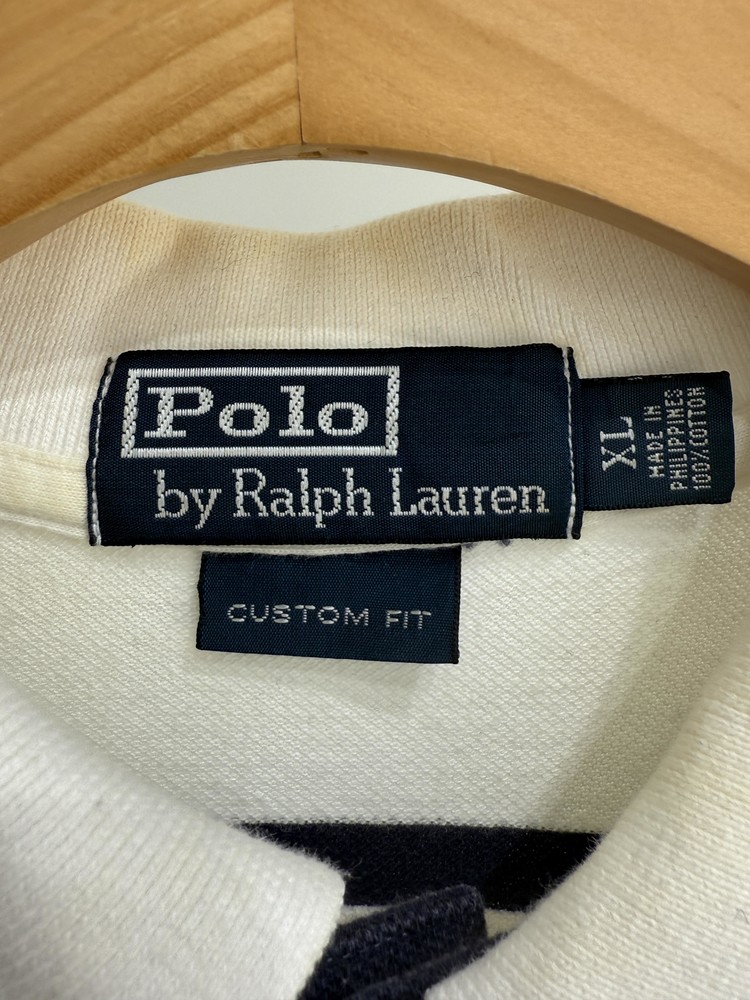 Polo
by Ralph Lauren
XL
MADE IN
PHILIPPINES
100% COTTON
CUSTOM FIT